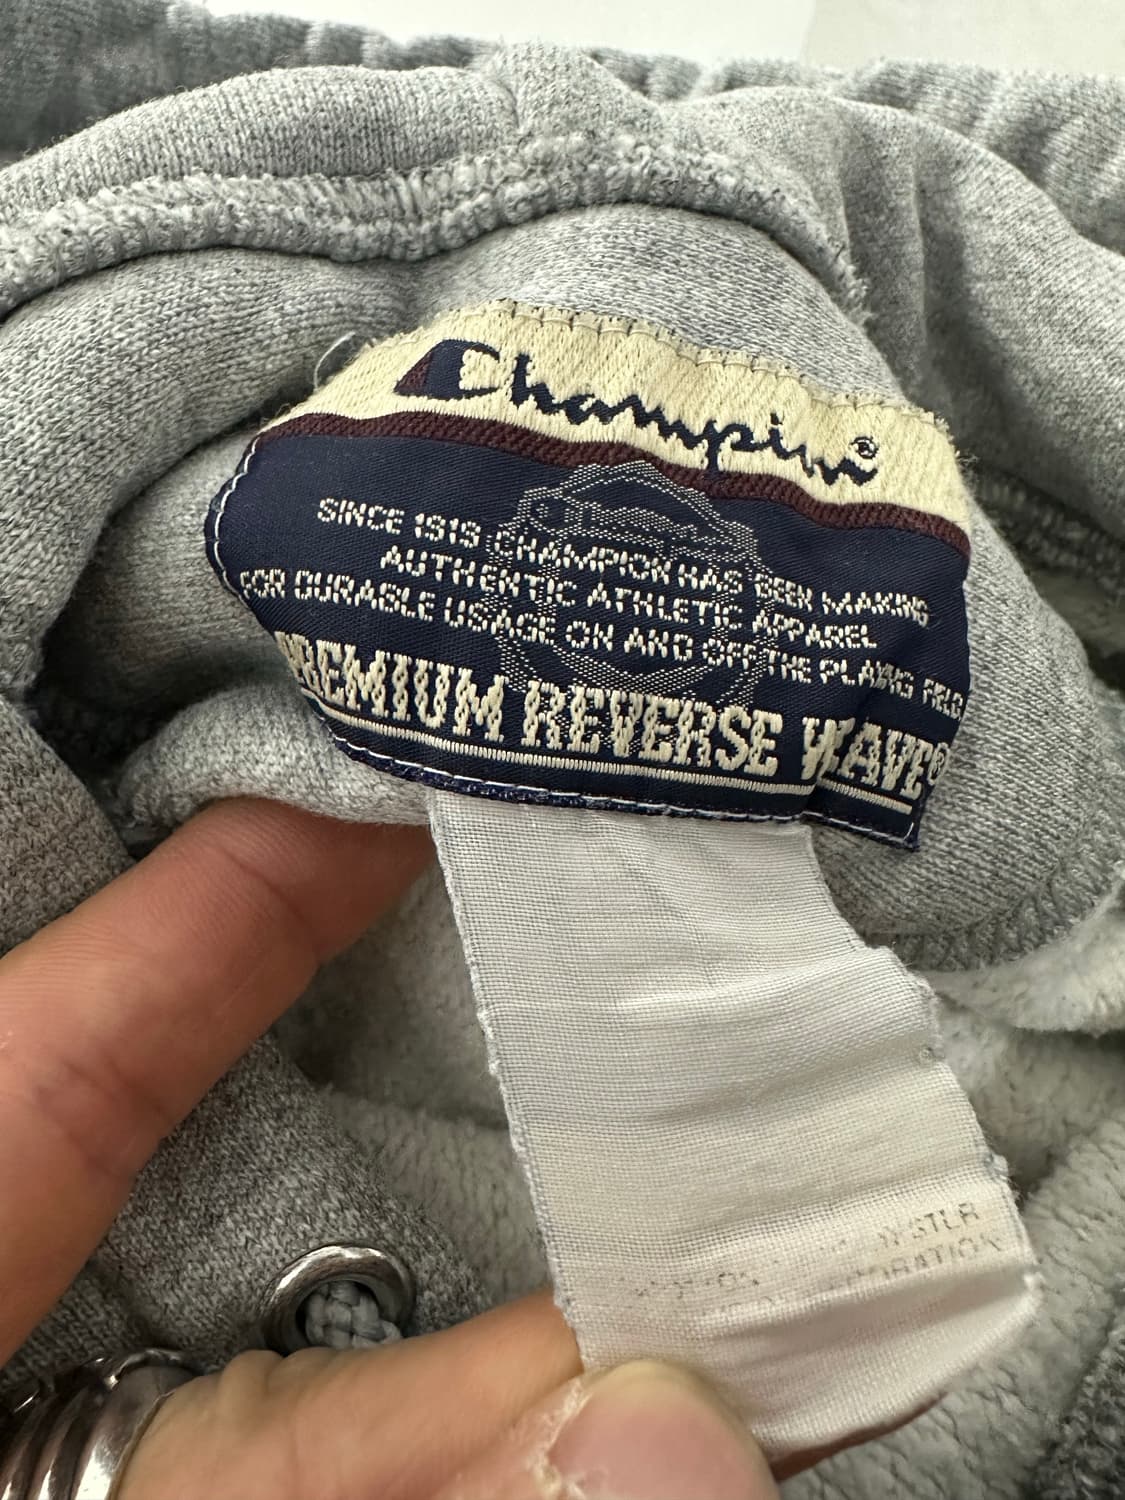 Champion®
SINCE 1919 CHAMPION HAS BEEN MAKING
AUTHENTIC ATHLETIC APPAREL
FOR DURABLE USAGE ON AND OFF THE PLAYING FIELD.
PREMIUM REVERSE WEAVE®